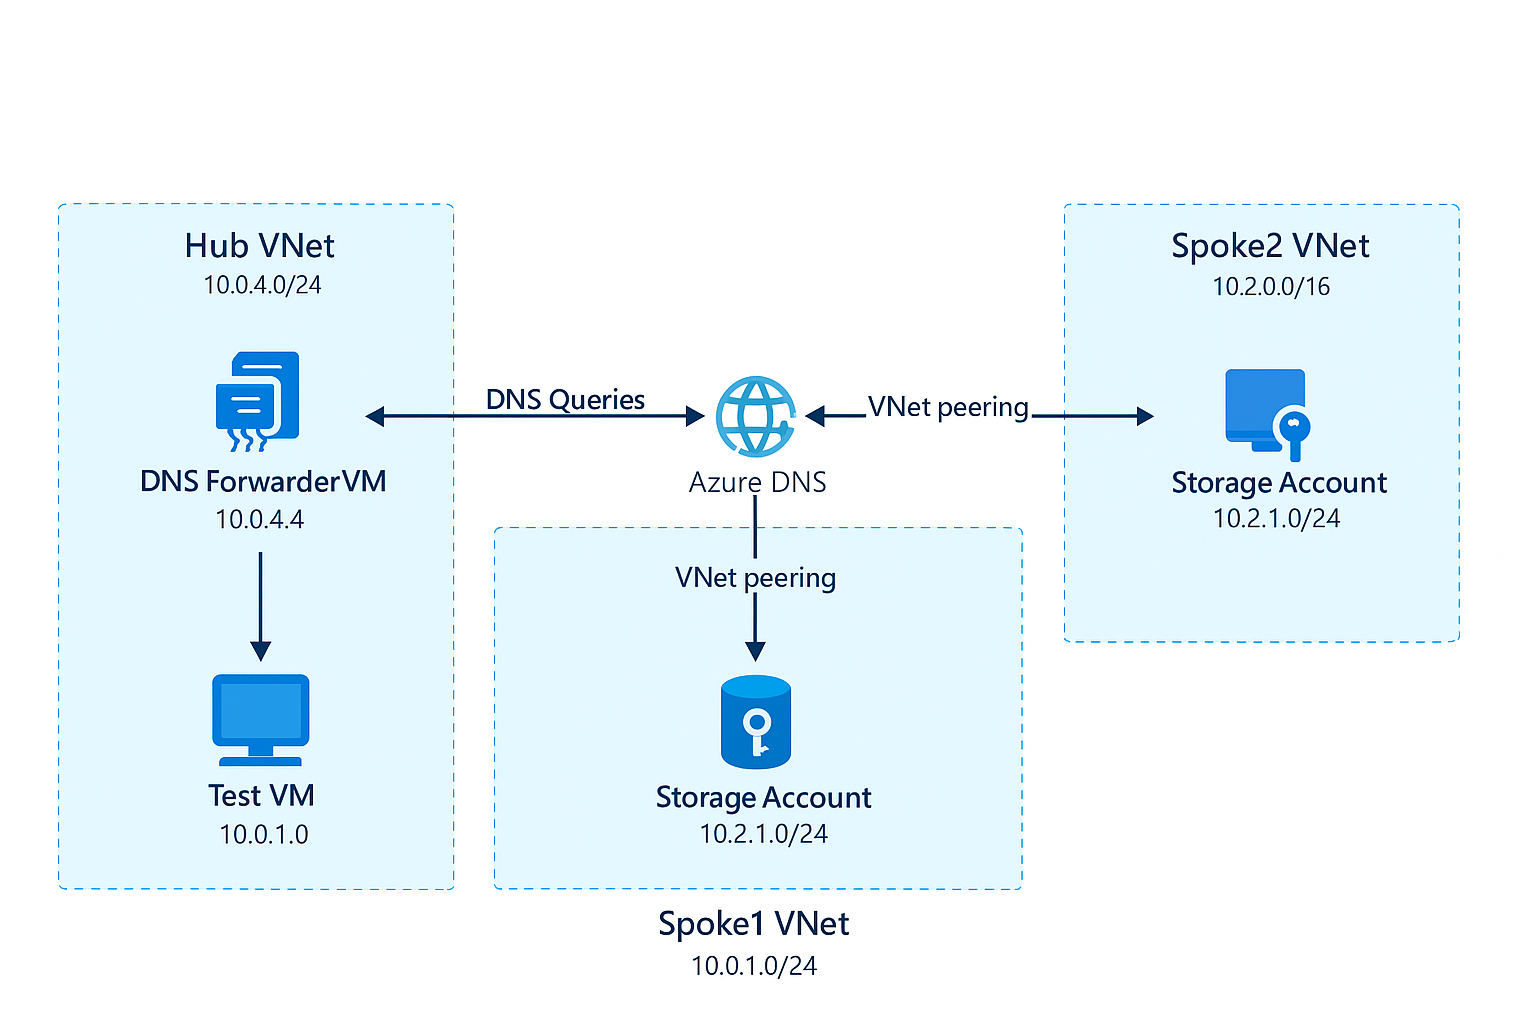 Hub VNet
10.0.4.0/24
DNS Forwarder VM
10.0.4.4
Test VM
10.0.1.0
DNS Queries
Azure DNS
VNet peering
VNet peering
Storage Account
10.2.1.0/24
Spoke1 VNet
10.0.1.0/24
Spoke2 VNet
10.2.0.0/16
Storage Account
10.2.1.0/24